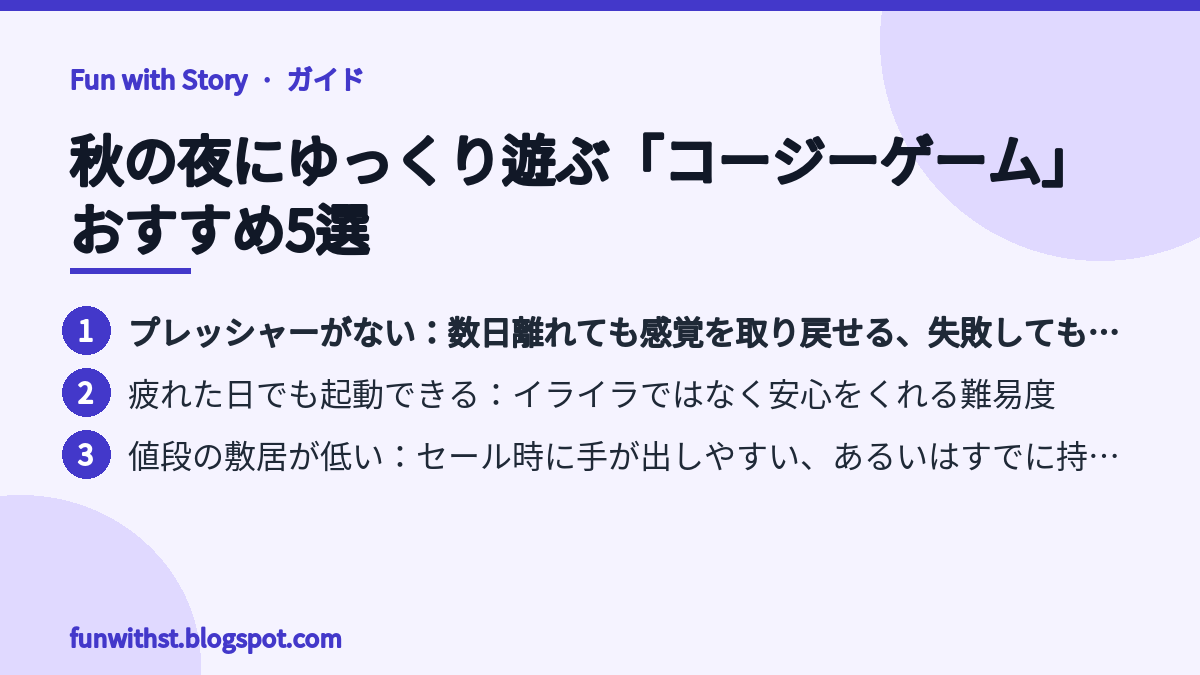 Fun with Story · ガイド
秋の夜にゆっくり遊ぶ「コージーゲーム」
おすすめ5選
1 プレッシャーがない：数日離れても感覚を取り戻せる、失敗しても…
2 疲れた日でも起動できる：イライラではなく安心をくれる難易度
3 値段の敷居が低い：セール時に手が出しやすい、あるいはすでに持…
funwithst.blogspot.com